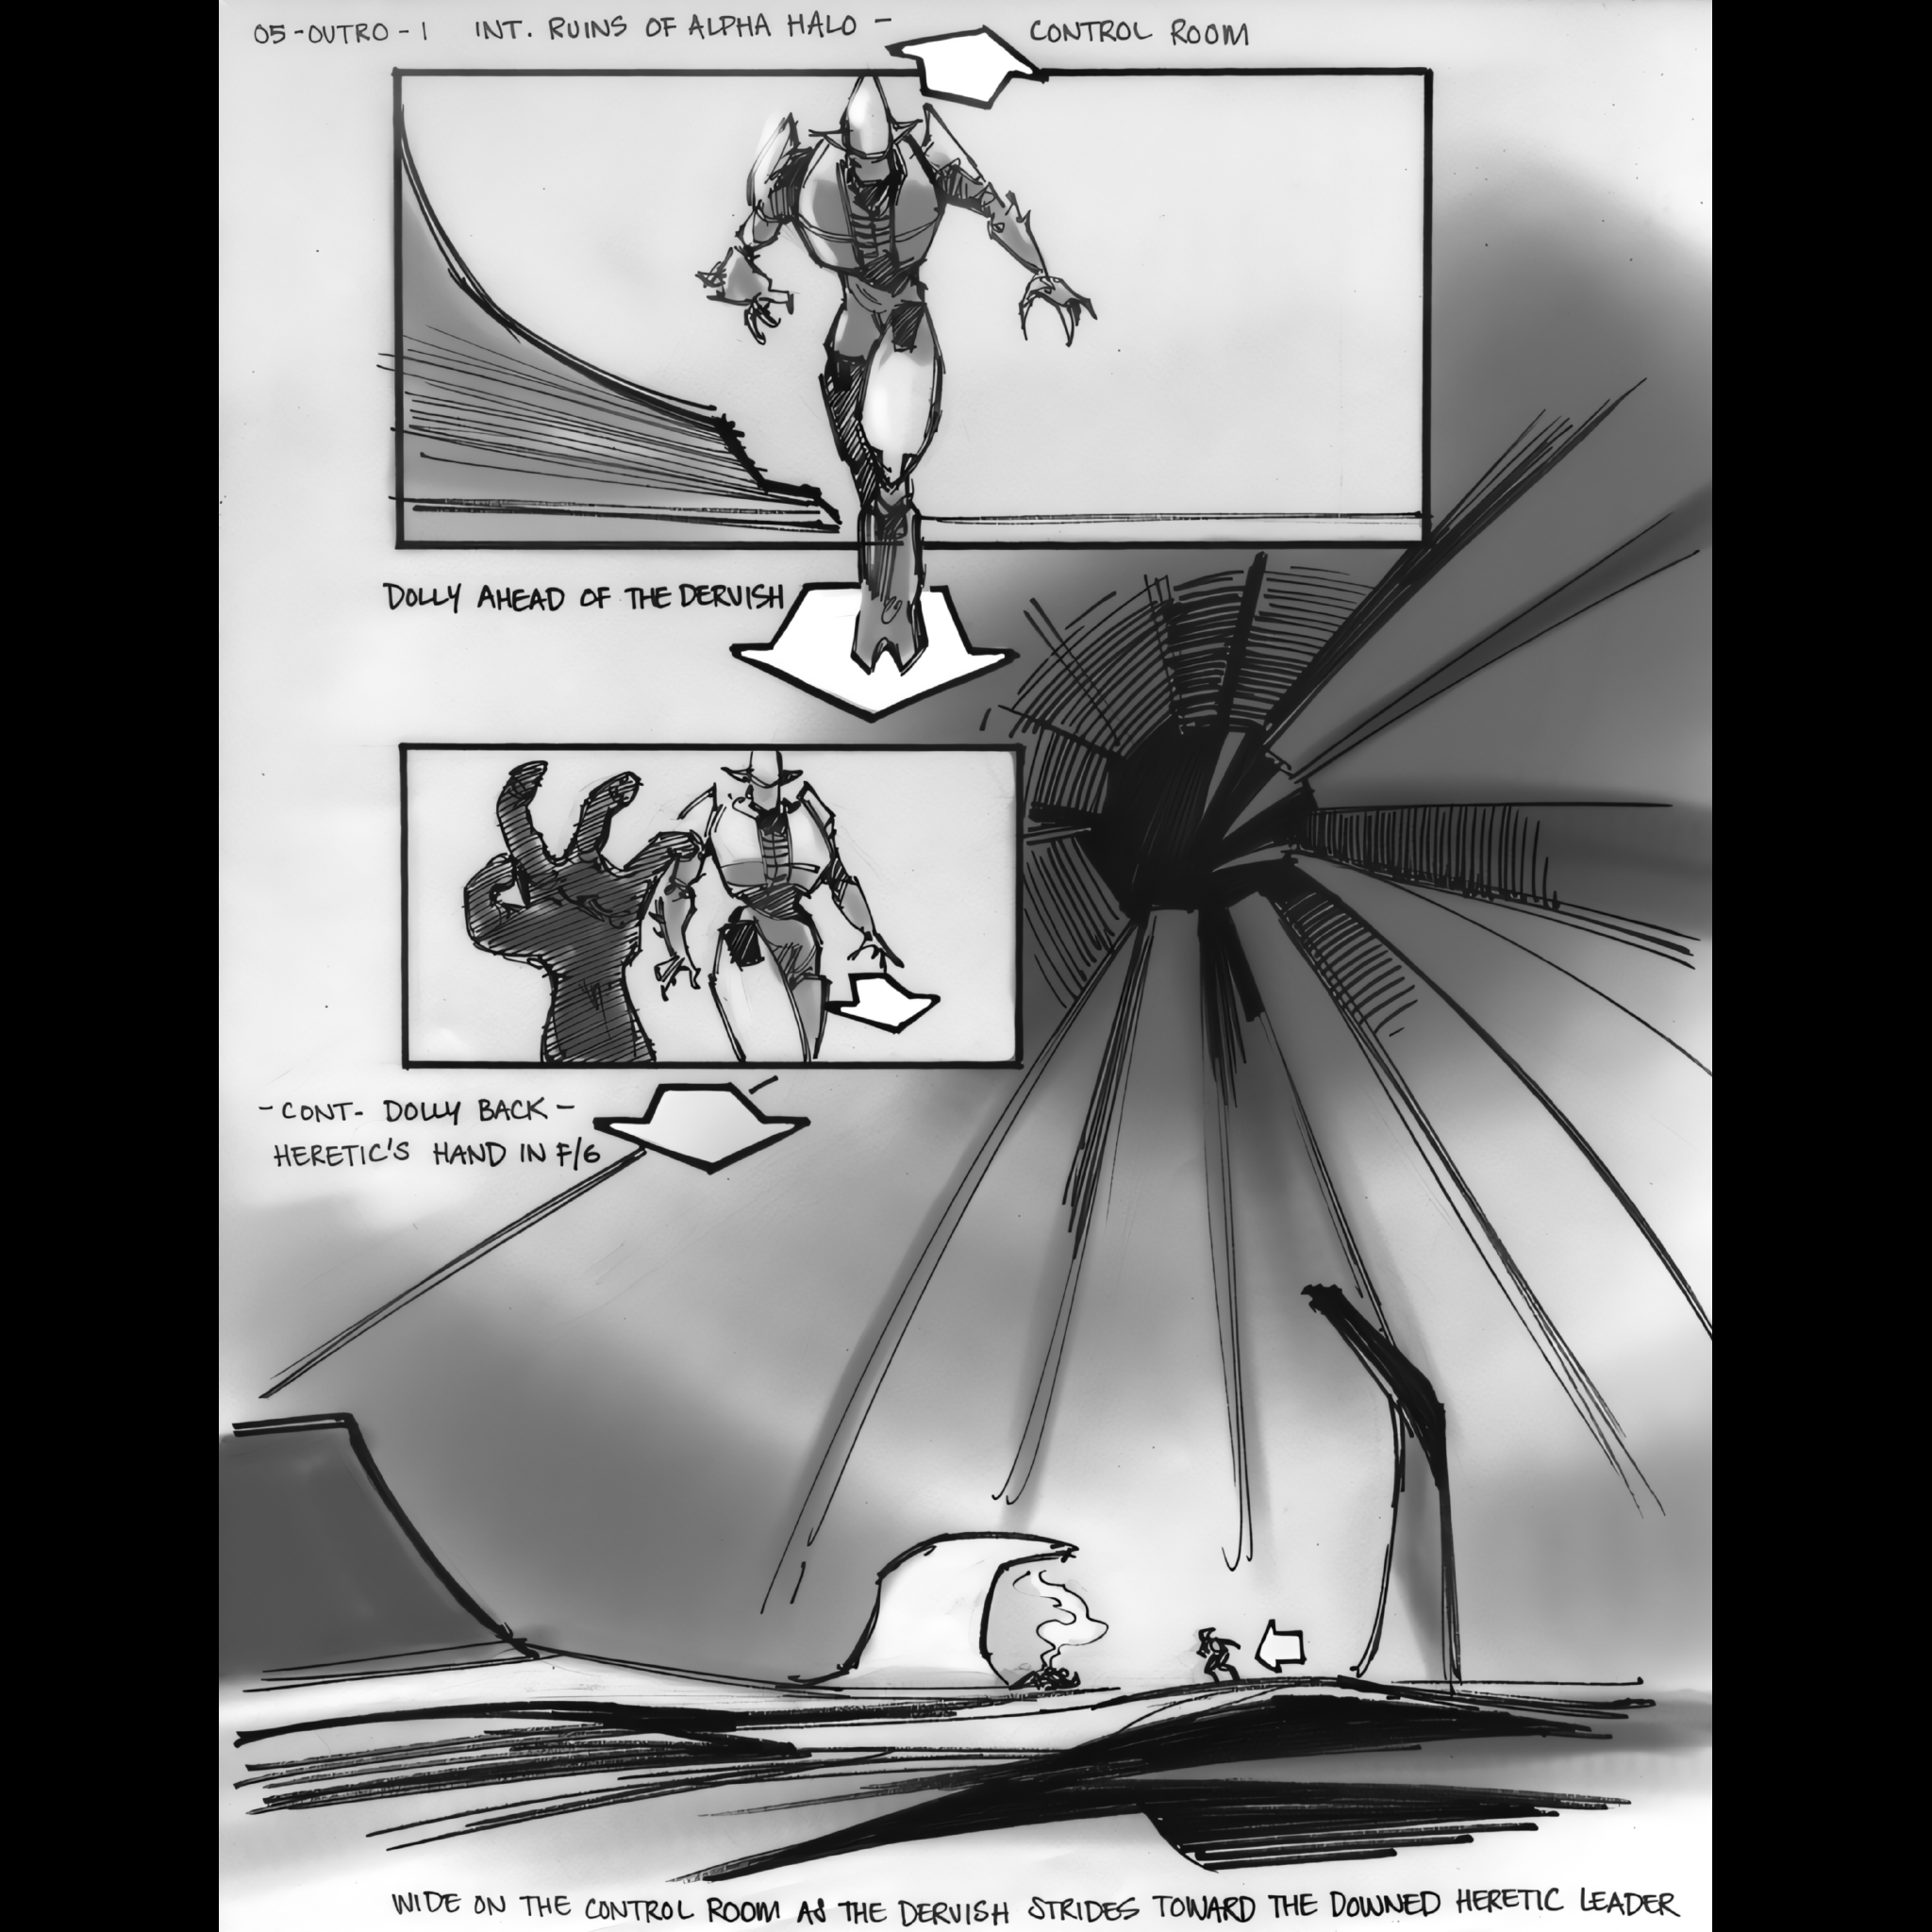 05-OUTRO-1 INT. RUINS OF ALPHA HALO - CONTROL ROOM
DOLLY AHEAD OF THE DERVISH
-CONT- DOLLY BACK-
HERETIC'S HAND IN F/G
WIDE ON THE CONTROL ROOM AS THE DERVISH STRIDES TOWARD THE DOWNED HERETIC LEADER